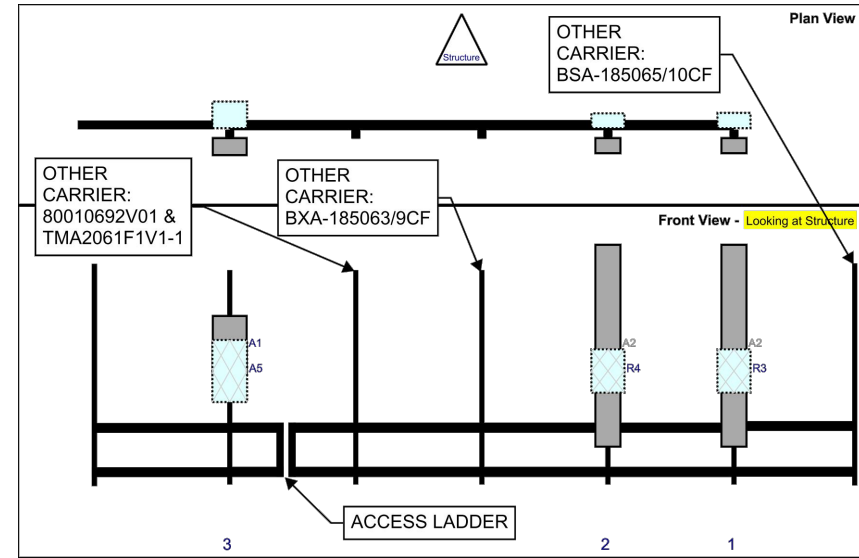 Plan View
OTHER
CARRIER:
BSA-185065/10CF
Structure
OTHER
CARRIER:
80010692V01 &
TMA2061F1V1-1
OTHER
CARRIER:
BXA-185063/9CF
Front View - Looking at Structure
A1
A5
A2
R4
A2
R3
ACCESS LADDER
3
2
1